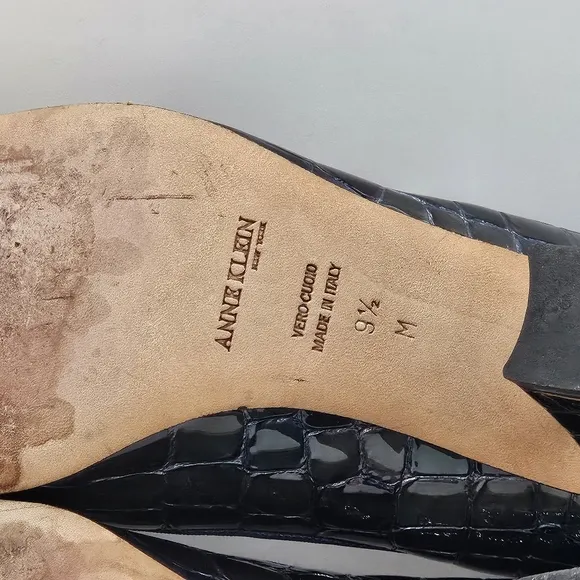 ANNE KLEIN
NEW YORK
VERO CUOIO
MADE IN ITALY
9½
M